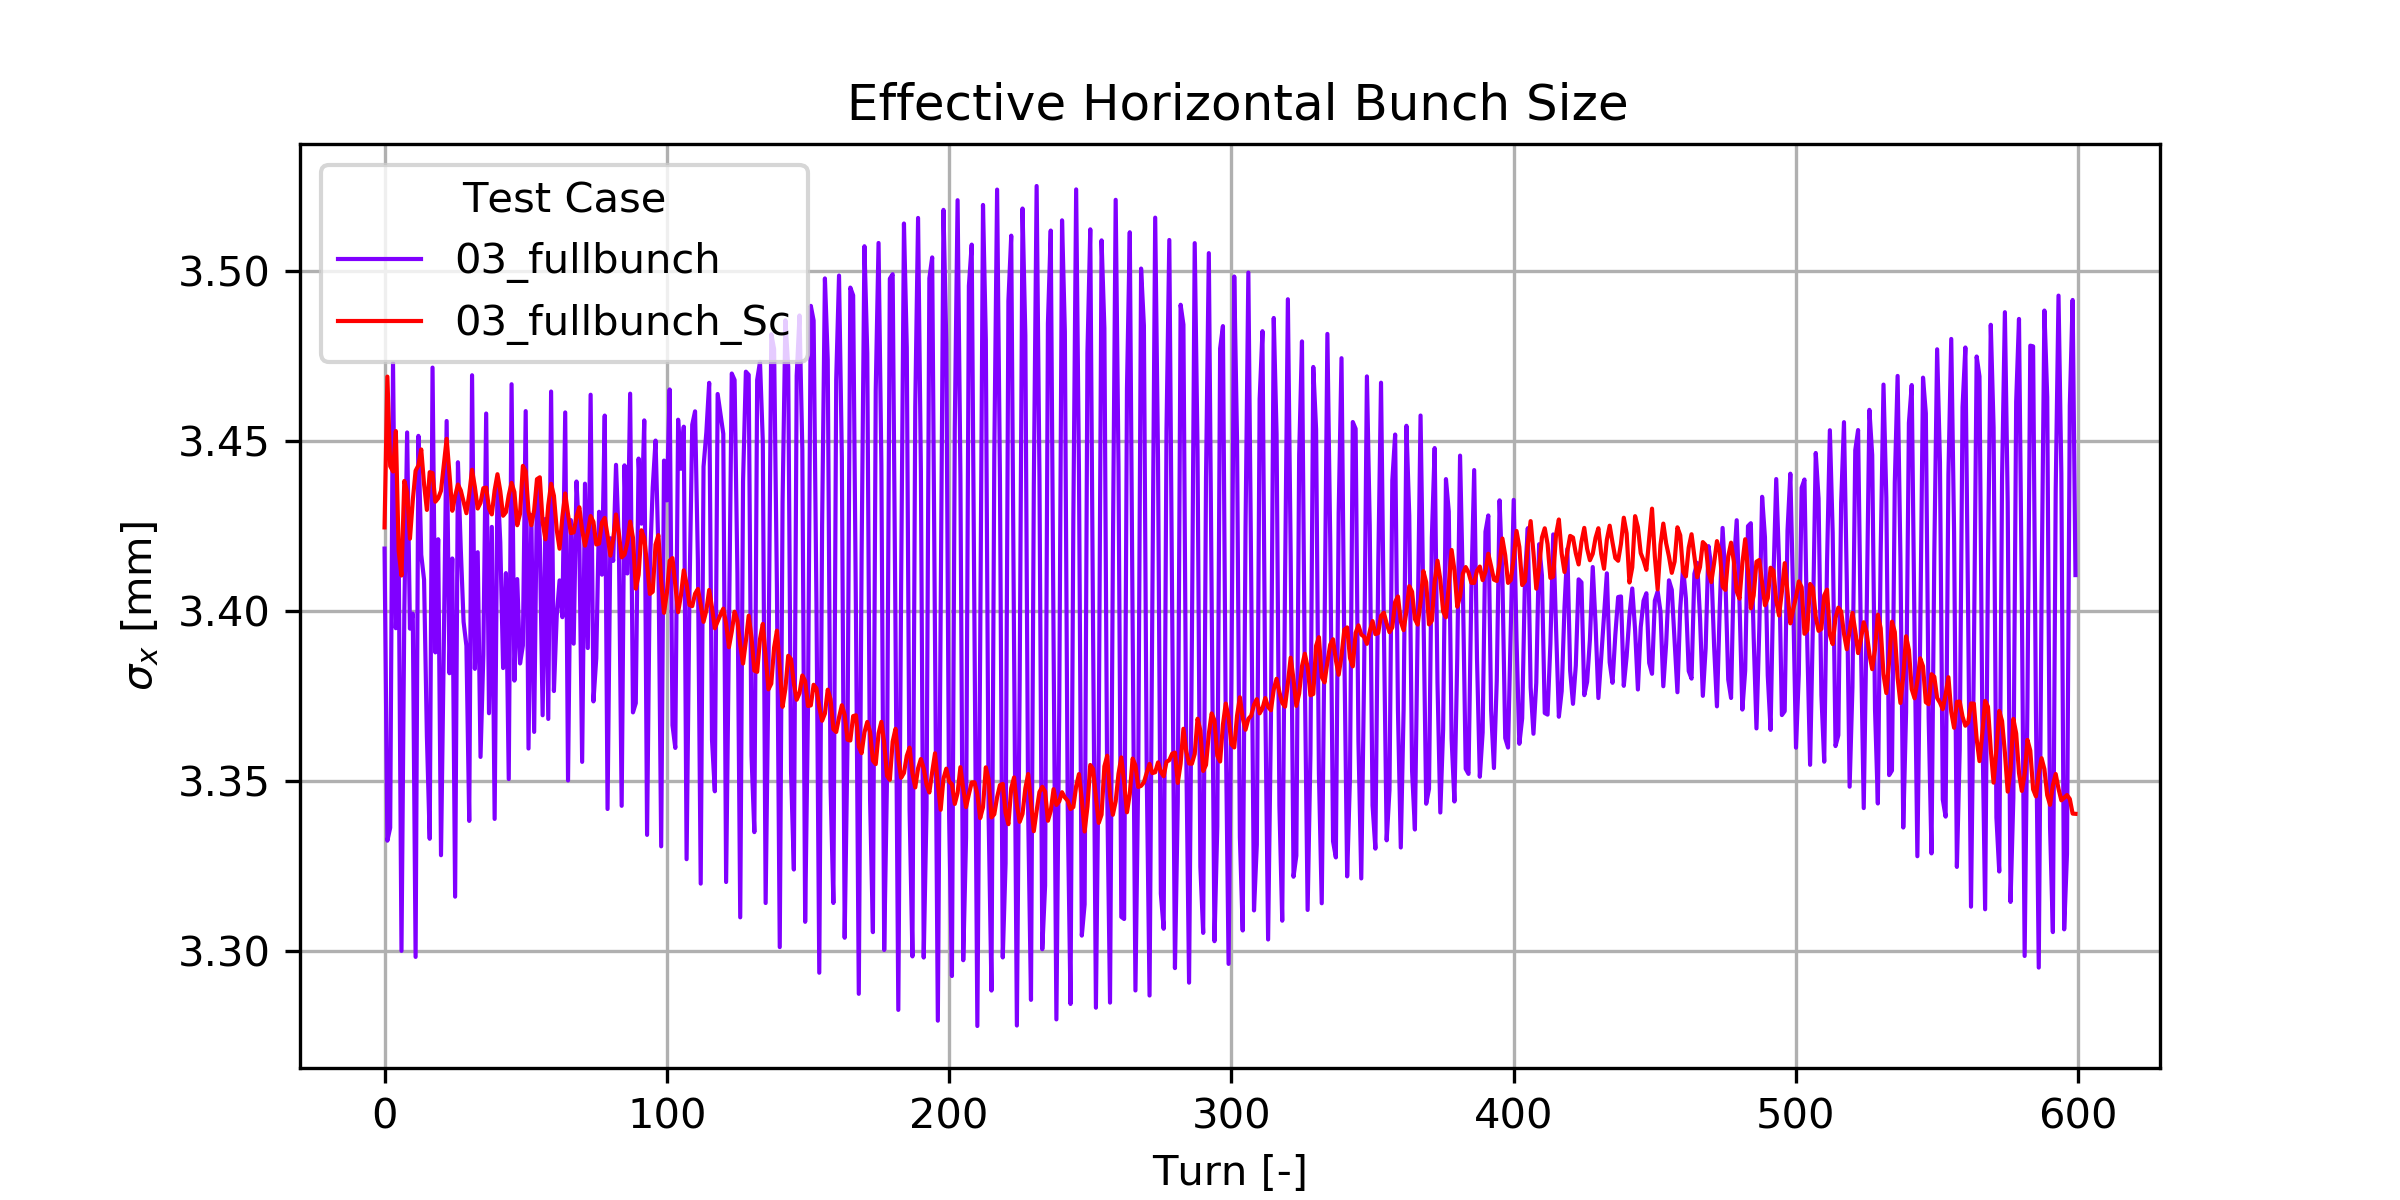 Effective Horizontal Bunch Size
Test Case
03_fullbunch
03_fullbunch_Sc
3.50
3.45
3.40
3.35
3.30
σx [mm]
0 100 200 300 400 500 600
Turn [-]